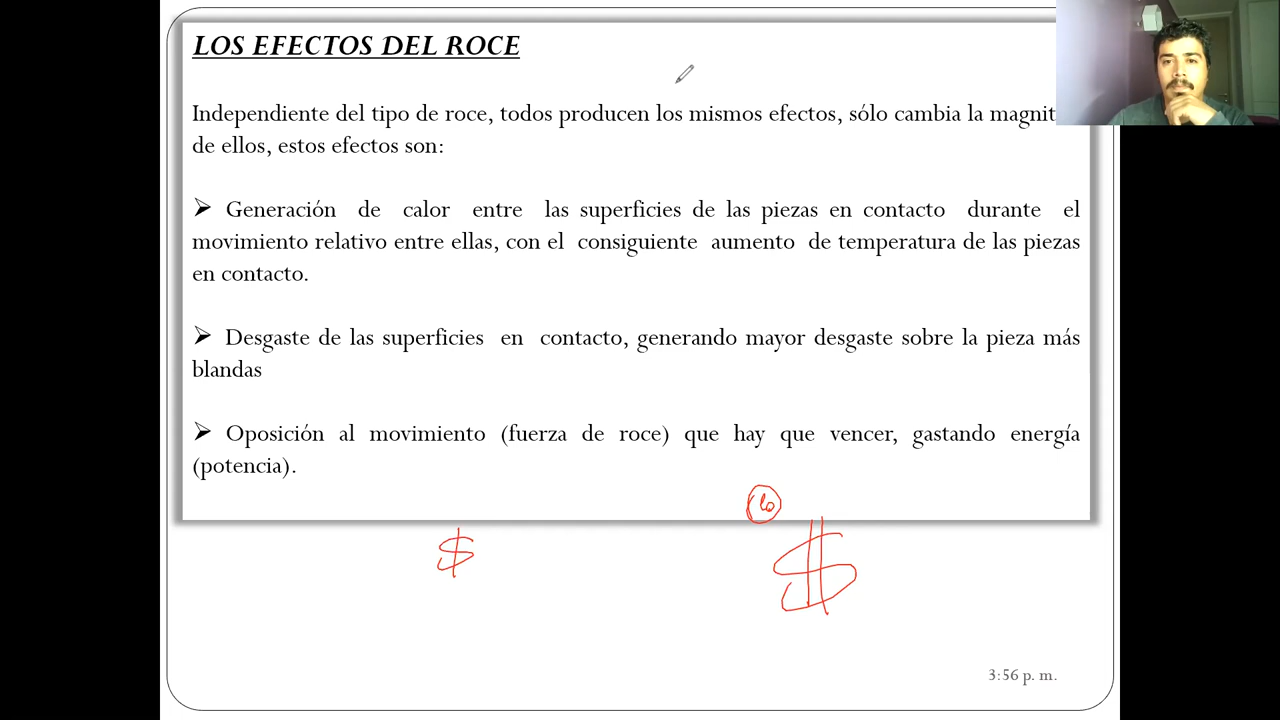 LOS EFECTOS DEL ROCE
Independiente del tipo de roce, todos producen los mismos efectos, sólo cambia la magnit
de ellos, estos efectos son:
➢ Generación de calor entre las superficies de las piezas en contacto durante el
movimiento relativo entre ellas, con el consiguiente aumento de temperatura de las piezas
en contacto.
➢ Desgaste de las superficies en contacto, generando mayor desgaste sobre la pieza más
blandas
➢ Oposición al movimiento (fuerza de roce) que hay que vencer, gastando energía
(potencia).
$ $
3:56 p. m.